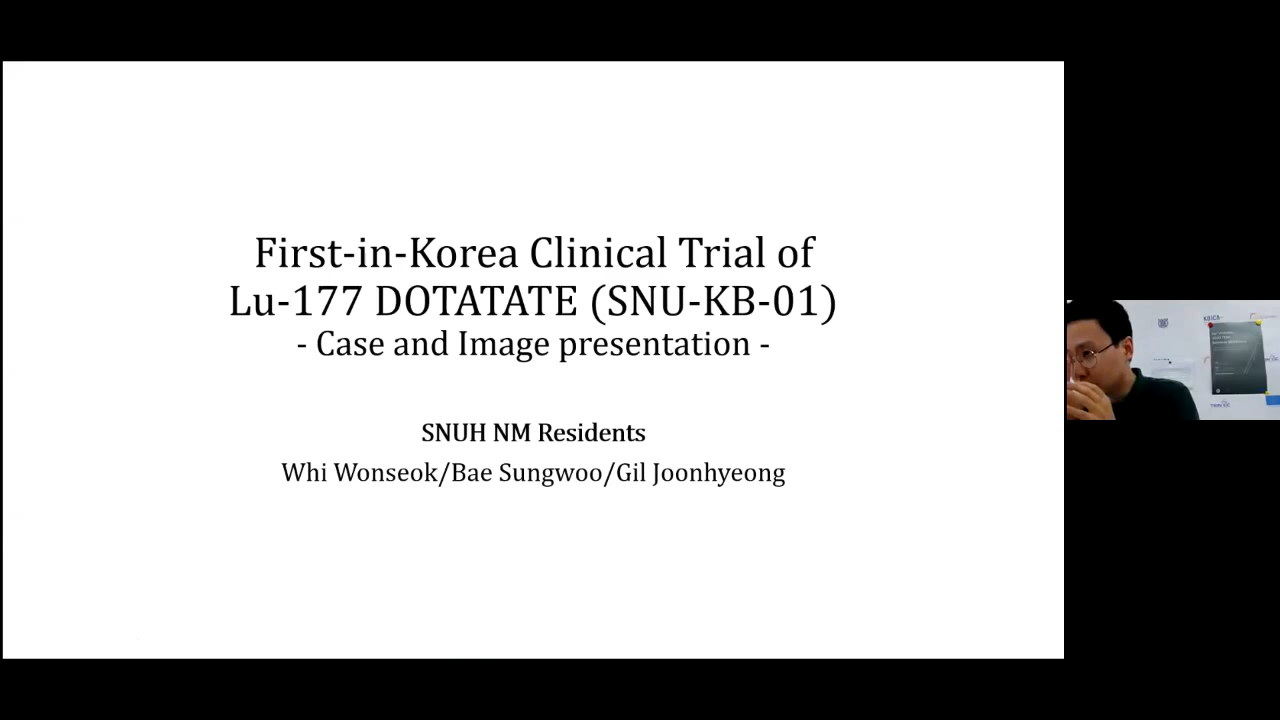 First-in-Korea Clinical Trial of
Lu-177 DOTATATE (SNU-KB-01)
- Case and Image presentation -
SNUH NM Residents
Whi Wonseok/Bae Sungwoo/Gil Joonhyeong
KOICA